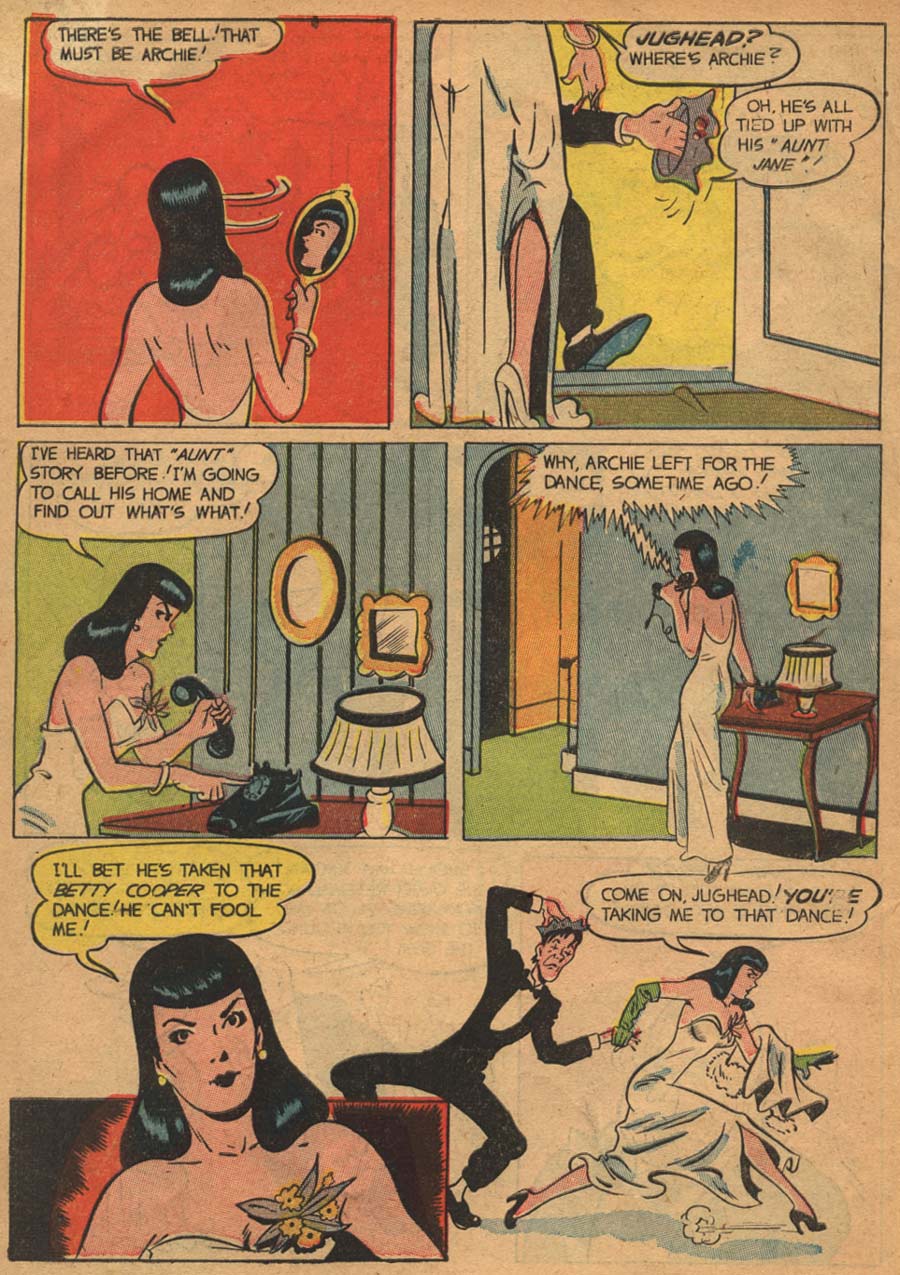 THERE'S THE BELL! THAT
MUST BE ARCHIE!
JUGHEAD?
WHERE'S ARCHIE?
OH, HE'S ALL
TIED UP WITH
HIS "AUNT
JANE"!
I'VE HEARD THAT "AUNT"
STORY BEFORE! I'M GOING
TO CALL HIS HOME AND
FIND OUT WHAT'S WHAT!
WHY, ARCHIE LEFT FOR THE
DANCE, SOMETIME AGO!
I'LL BET HE'S TAKEN THAT
BETTY COOPER TO THE
DANCE! HE CAN'T FOOL
ME!
COME ON, JUGHEAD! YOU'RE
TAKING ME TO THAT DANCE!